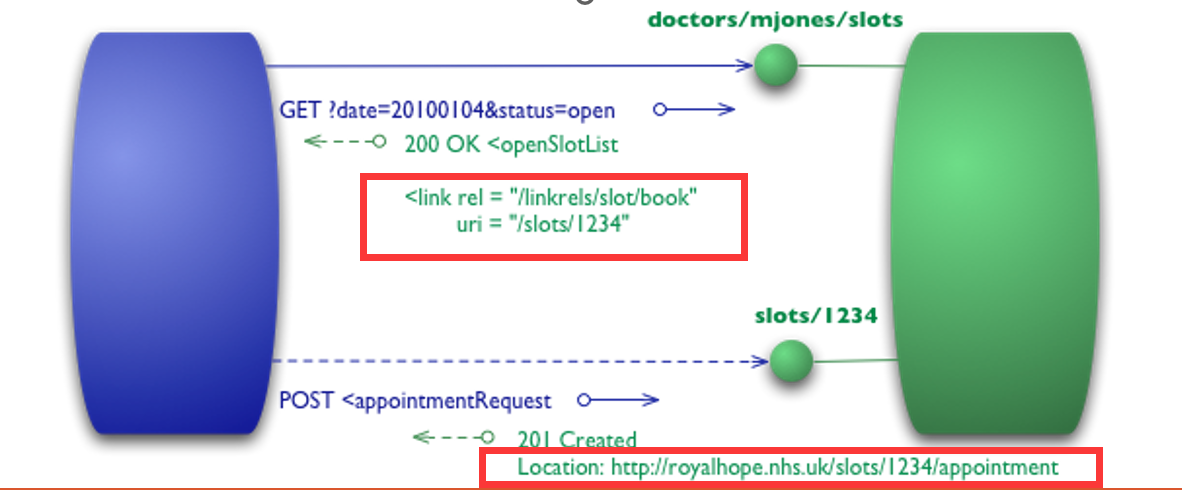 doctors/mjones/slots
GET ?date=20100104&status=open
200 OK <openSlotList
<link rel = "/linkrels/slot/book"
uri = "/slots/1234"
slots/1234
POST <appointmentRequest
201 Created
Location: http://royalhope.nhs.uk/slots/1234/appointment